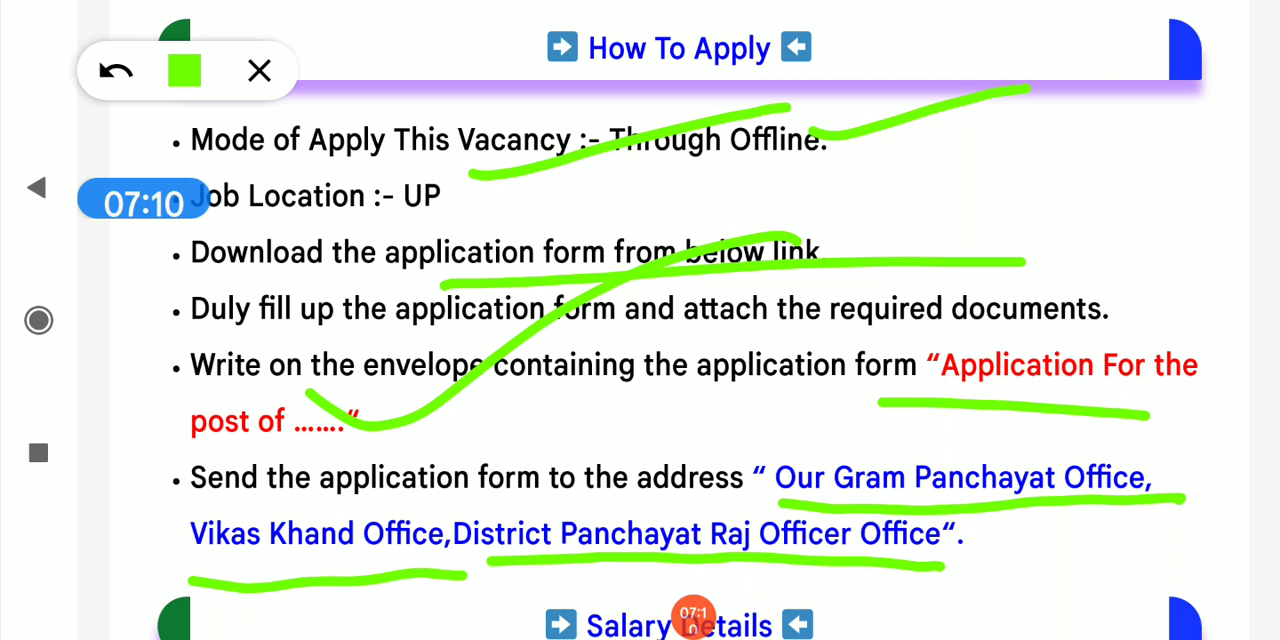 How To Apply
• Mode of Apply This Vacancy :- Through Offline.
07:10
Job Location :- UP
• Download the application form from below link.
• Duly fill up the application form and attach the required documents.
• Write on the envelope containing the application form “Application For the
post of …….“
• Send the application form to the address “ Our Gram Panchayat Office,
Vikas Khand Office,District Panchayat Raj Officer Office“.
07:1
0
Salary Details